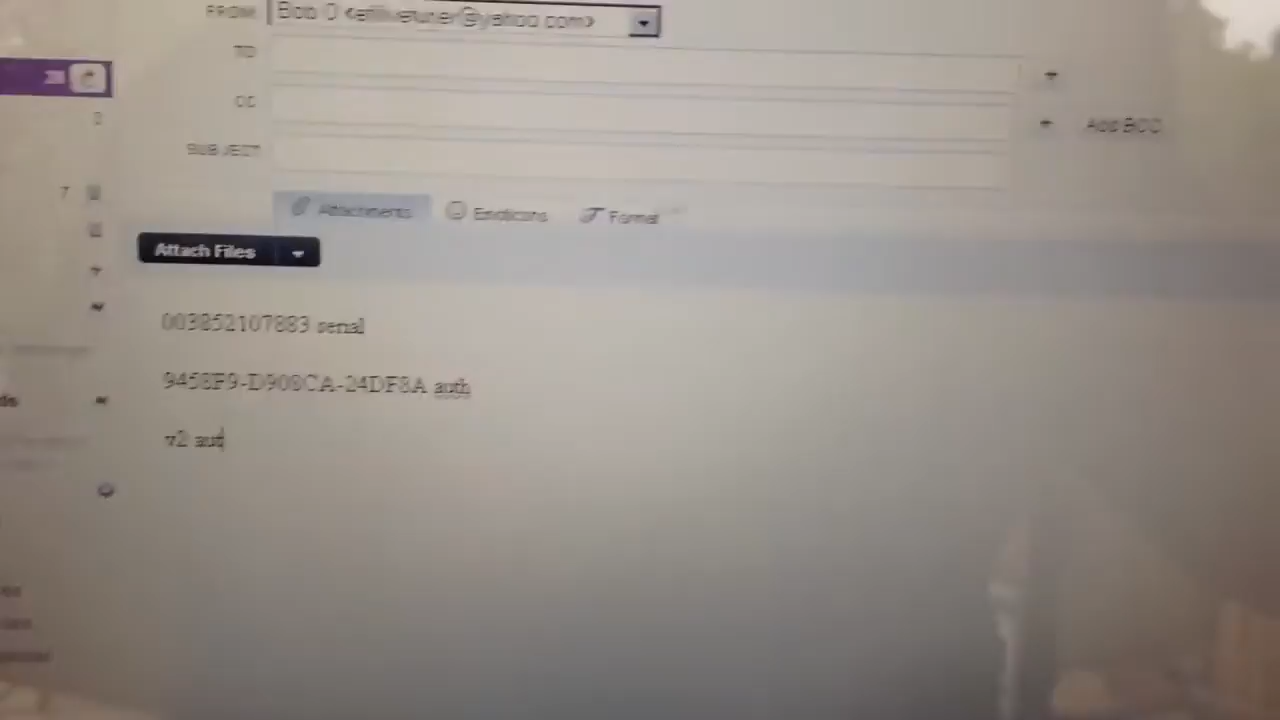 FROM Bob O
TO
CC
Add BCC
SUBJECT
Attachments Emoticons Format
Attach Files
003852107883 serial
9458F9-D908CA-24DF8A auth
v2 aut